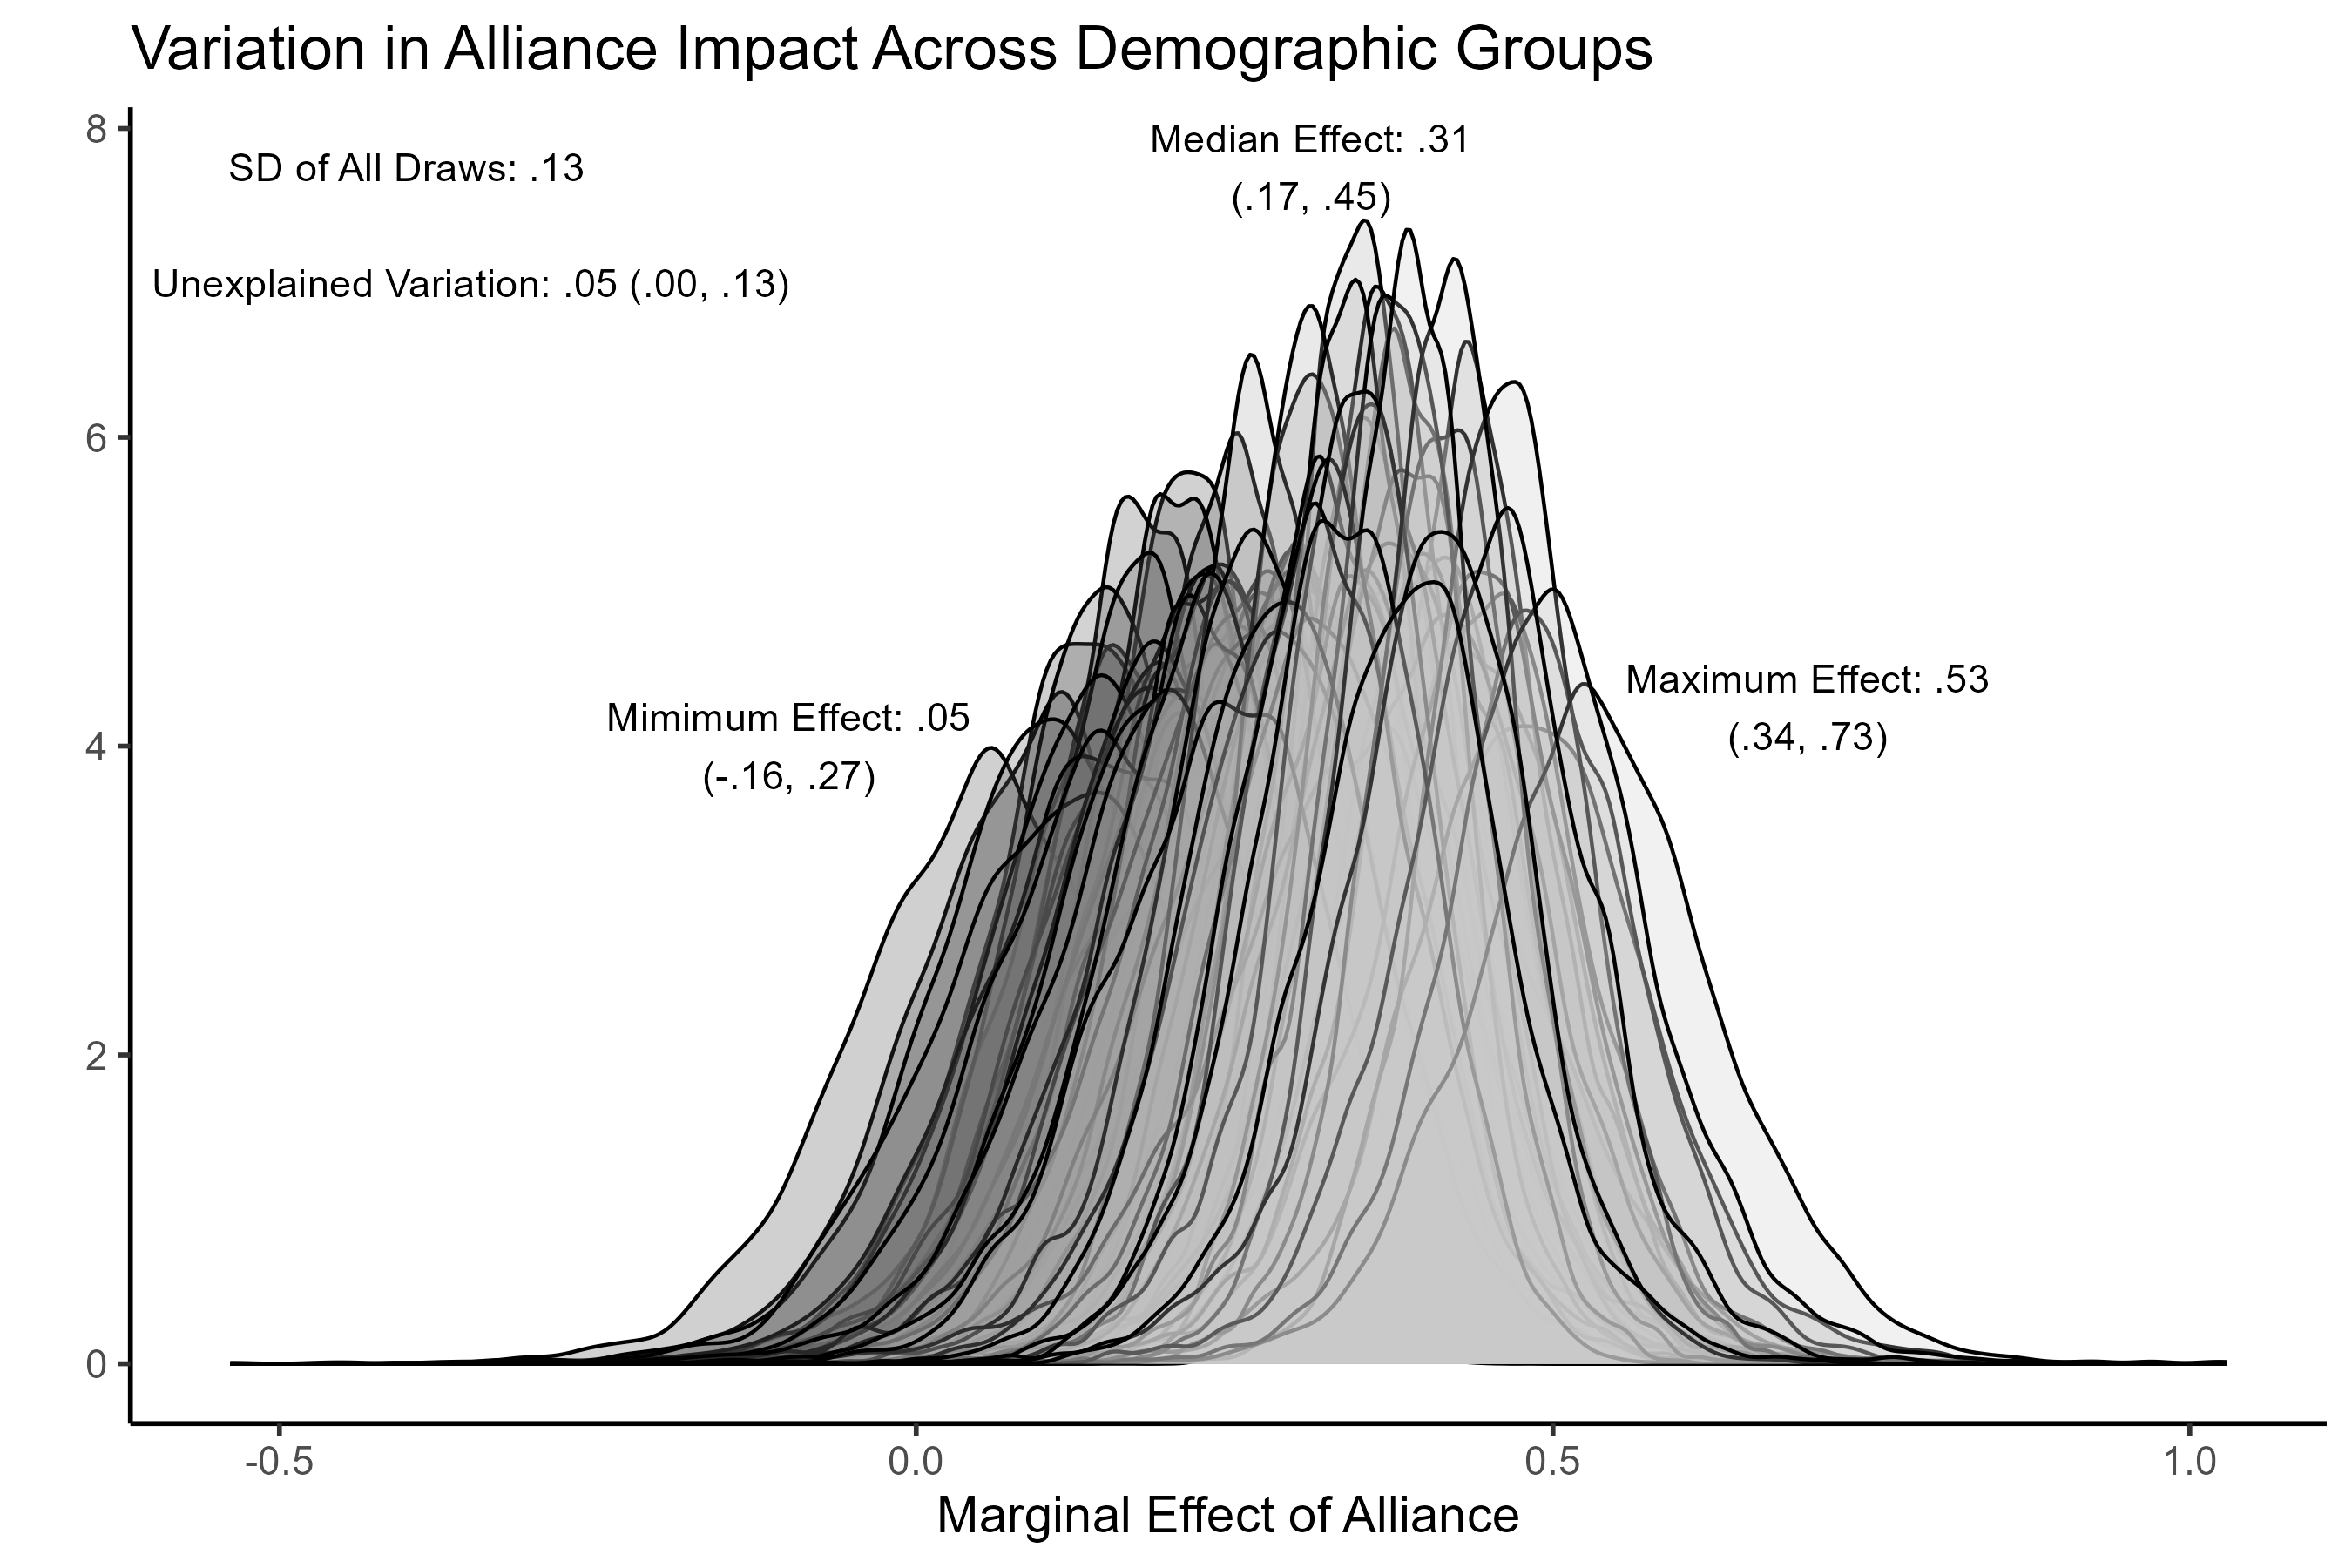 Variation in Alliance Impact Across Demographic Groups
8
SD of All Draws: .13
Median Effect: .31
(.17, .45)
Unexplained Variation: .05 (.00, .13)
6
Maximum Effect: .53
(.34, .73)
Mimimum Effect: .05
(-.16, .27)
4
2
0
-0.5
0.0
0.5
1.0
Marginal Effect of Alliance